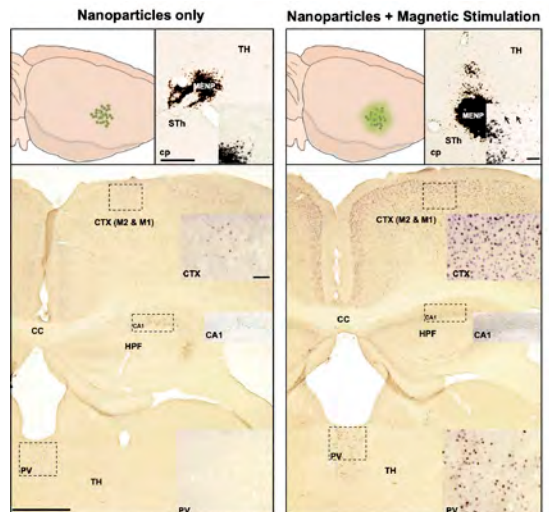 Nanoparticles only
TH
MENP
STh
cp
CTX (M2 & M1)
CTX
CC
CA1
HPF
CA1
PV
TH
PV
Nanoparticles + Magnetic Stimulation
TH
MENP
STh
cp
CTX (M2 & M1)
CTX
CC
CA1
HPF
CA1
PV
TH
PV